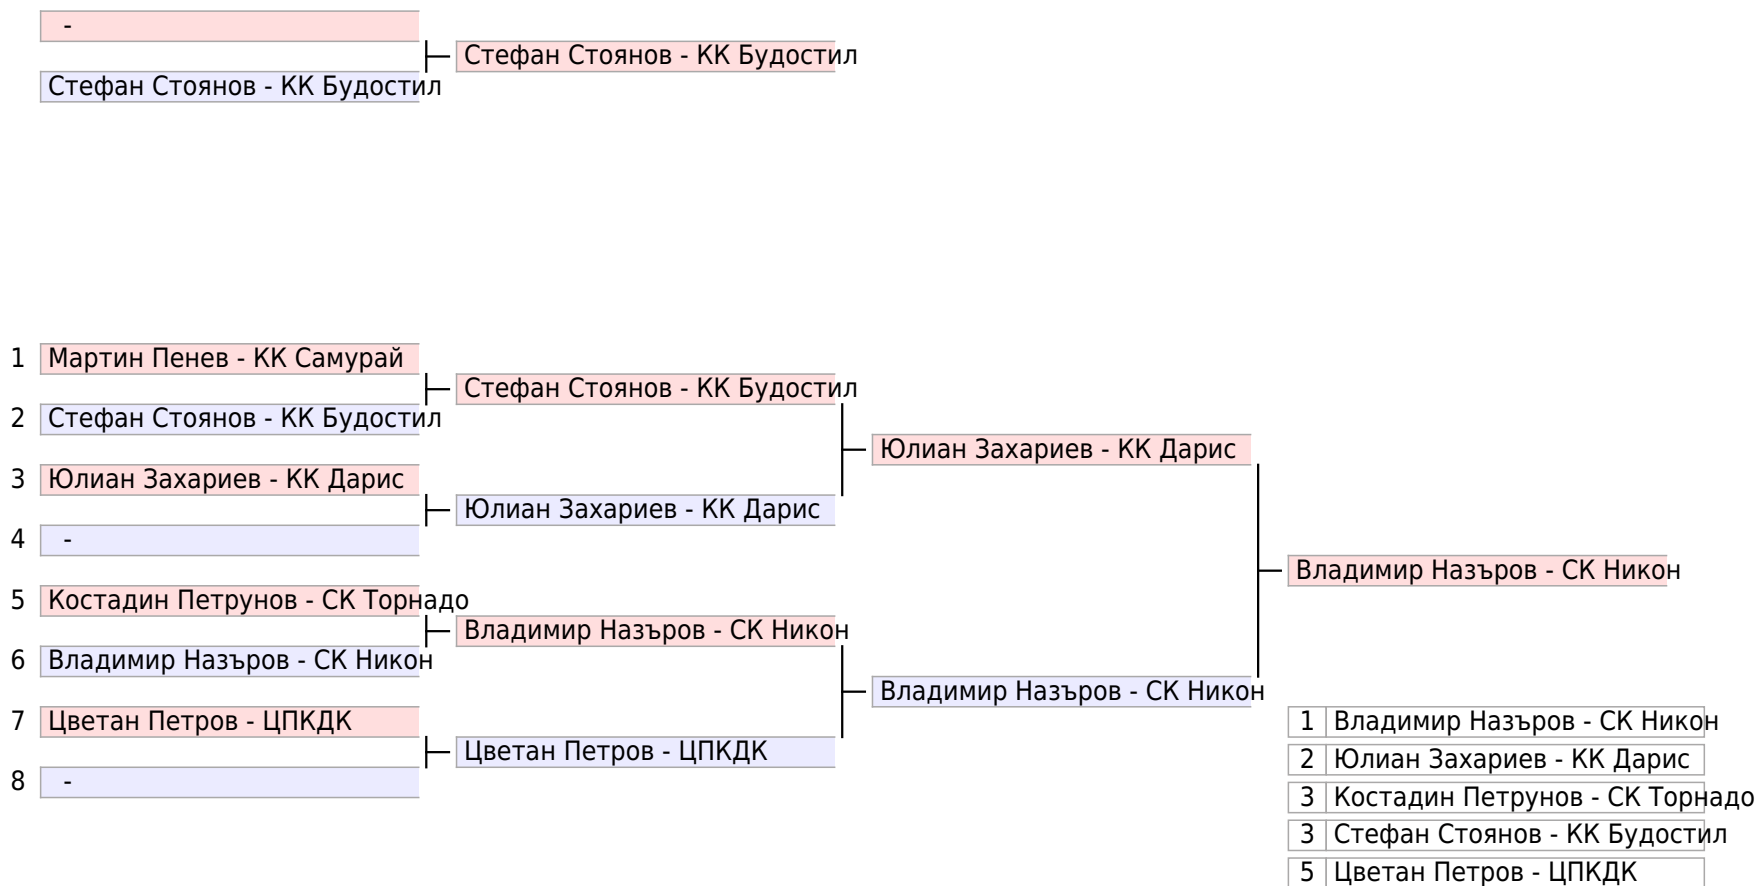 -
Стефан Стоянов - КК Будостил
Стефан Стоянов - КК Будостил
1 Мартин Пенев - КК Самурай
Стефан Стоянов - КК Будостил
2 Стефан Стоянов - КК Будостил
Юлиан Захариев - КК Дарис
3 Юлиан Захариев - КК Дарис
Юлиан Захариев - КК Дарис
4 -
Владимир Назъров - СК Никон
5 Костадин Петрунов - СК Торнадо
Владимир Назъров - СК Никон
6 Владимир Назъров - СК Никон
Владимир Назъров - СК Никон
7 Цветан Петров - ЦПКДК
Цветан Петров - ЦПКДК
8 -
1 Владимир Назъров - СК Никон
2 Юлиан Захариев - КК Дарис
3 Костадин Петрунов - СК Торнадо
3 Стефан Стоянов - КК Будостил
5 Цветан Петров - ЦПКДК